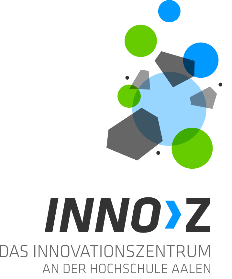 INNO›Z
DAS INNOVATIONSZENTRUM
AN DER HOCHSCHULE AALEN